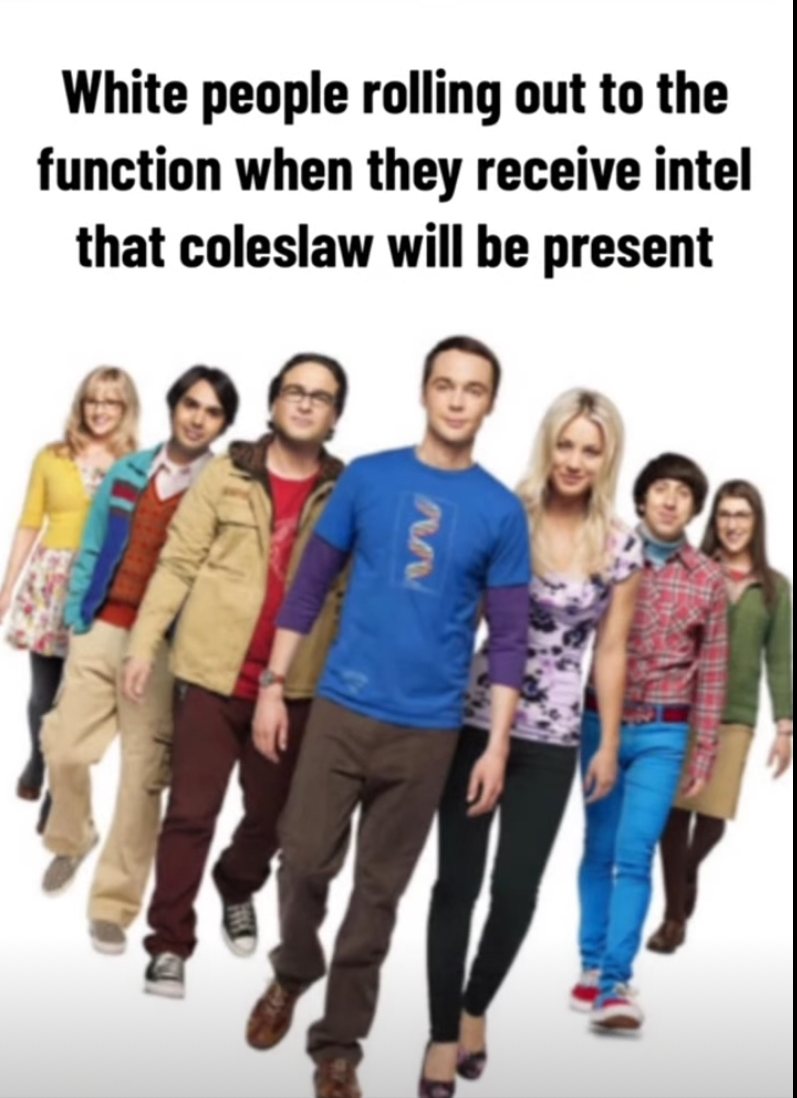 White people rolling out to the
function when they receive intel
that coleslaw will be present